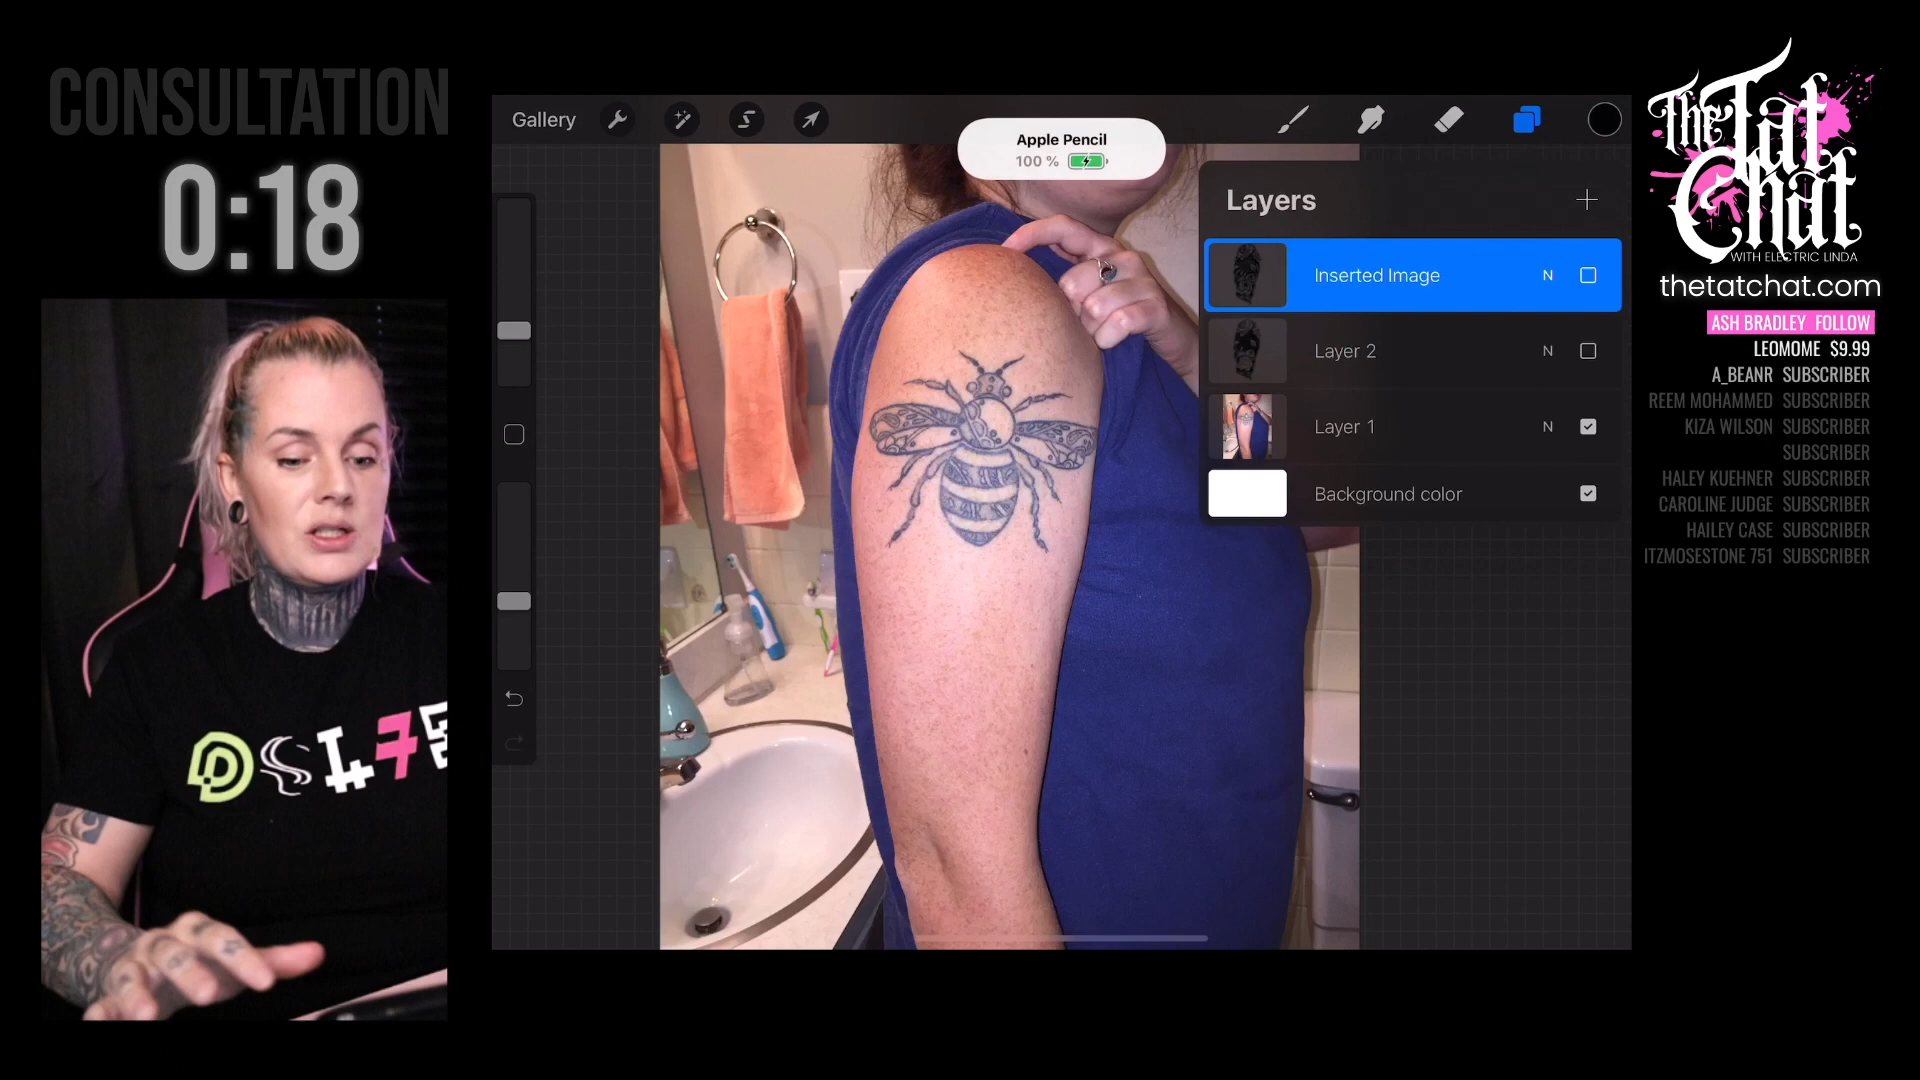 CONSULTATION
0:18
Gallery
Apple Pencil
100 %
Layers
Inserted Image N
Layer 2 N
Layer 1 N
Background color
The Tat Chat
WITH ELECTRIC LINDA
thetatchat.com
ASH BRADLEY FOLLOW
LEOMOME $9.99
A_BEANR SUBSCRIBER
REEM MOHAMMED SUBSCRIBER
KIZA WILSON SUBSCRIBER
SUBSCRIBER
HALEY KUEHNER SUBSCRIBER
CAROLINE JUDGE SUBSCRIBER
HAILEY CASE SUBSCRIBER
ITZMOSESTONE 751 SUBSCRIBER